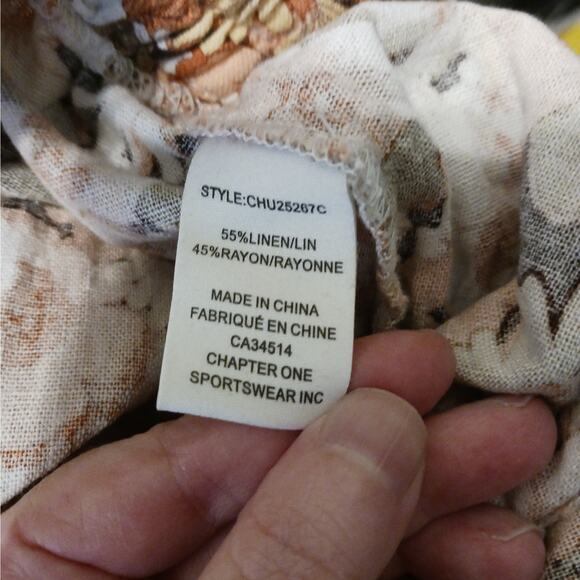 STYLE:CHU25267C
55%LINEN/LIN
45%RAYON/RAYONNE
MADE IN CHINA
FABRIQUÉ EN CHINE
CA34514
CHAPTER ONE
SPORTSWEAR INC